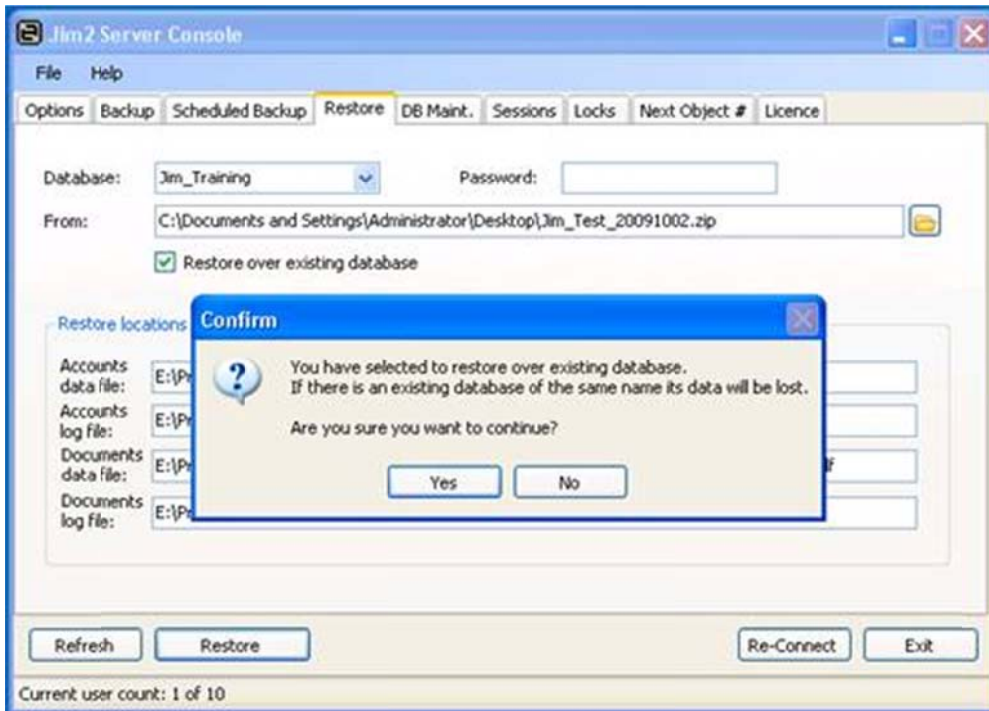 Jim2 Server Console
File Help
Options Backup Scheduled Backup Restore DB Maint. Sessions Locks Next Object # Licence
Database: Jim_Training Password:
From: C:\Documents and Settings\Administrator\Desktop\Jim_Test_20091002.zip
Restore over existing database
Restore locations
Confirm
You have selected to restore over existing database.
If there is an existing database of the same name its data will be lost.
Are you sure you want to continue?
Yes No
Accounts
data file: E:\Pr
Accounts
log file: E:\Pr
Documents
data file: E:\Pr
Documents
log file: E:\Pr
Refresh Restore Re-Connect Exit
Current user count: 1 of 10